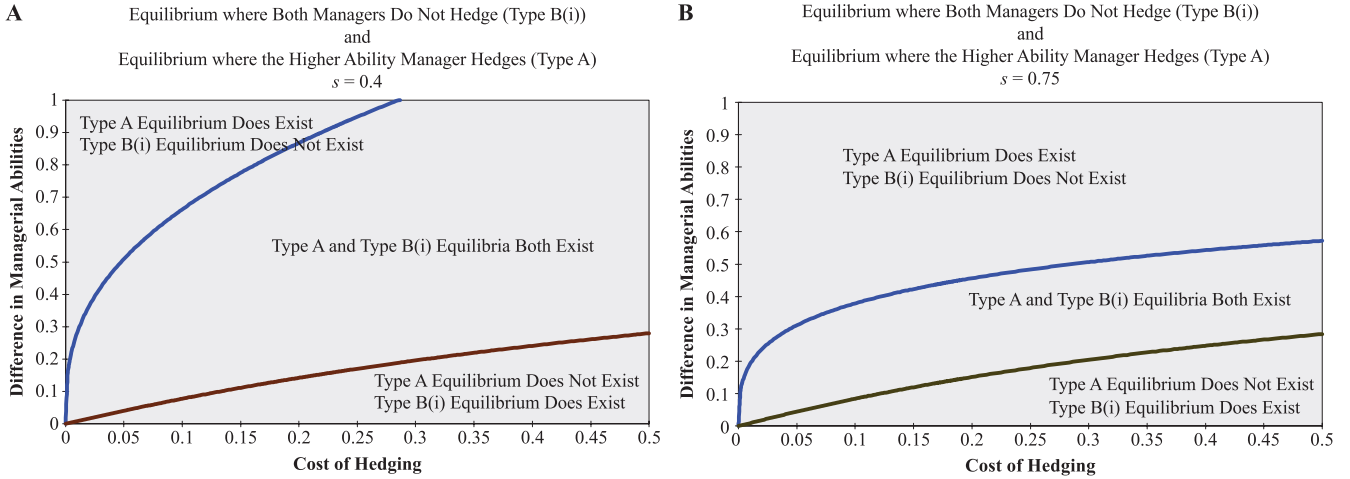 A
Equilibrium where Both Managers Do Not Hedge (Type B(i))
and
Equilibrium where the Higher Ability Manager Hedges (Type A)
s = 0.4
Difference in Managerial Abilities
1
0.9
0.8
0.7
0.6
0.5
0.4
0.3
0.2
0.1
0
Type A Equilibrium Does Exist
Type B(i) Equilibrium Does Not Exist
Type A and Type B(i) Equilibria Both Exist
Type A Equilibrium Does Not Exist
Type B(i) Equilibrium Does Exist
0 0.05 0.1 0.15 0.2 0.25 0.3 0.35 0.4 0.45 0.5
Cost of Hedging
B
Equilibrium where Both Managers Do Not Hedge (Type B(i))
and
Equilibrium where the Higher Ability Manager Hedges (Type A)
s = 0.75
Difference in Managerial Abilities
1
0.9
0.8
0.7
0.6
0.5
0.4
0.3
0.2
0.1
0
Type A Equilibrium Does Exist
Type B(i) Equilibrium Does Not Exist
Type A and Type B(i) Equilibria Both Exist
Type A Equilibrium Does Not Exist
Type B(i) Equilibrium Does Exist
0 0.05 0.1 0.15 0.2 0.25 0.3 0.35 0.4 0.45 0.5
Cost of Hedging